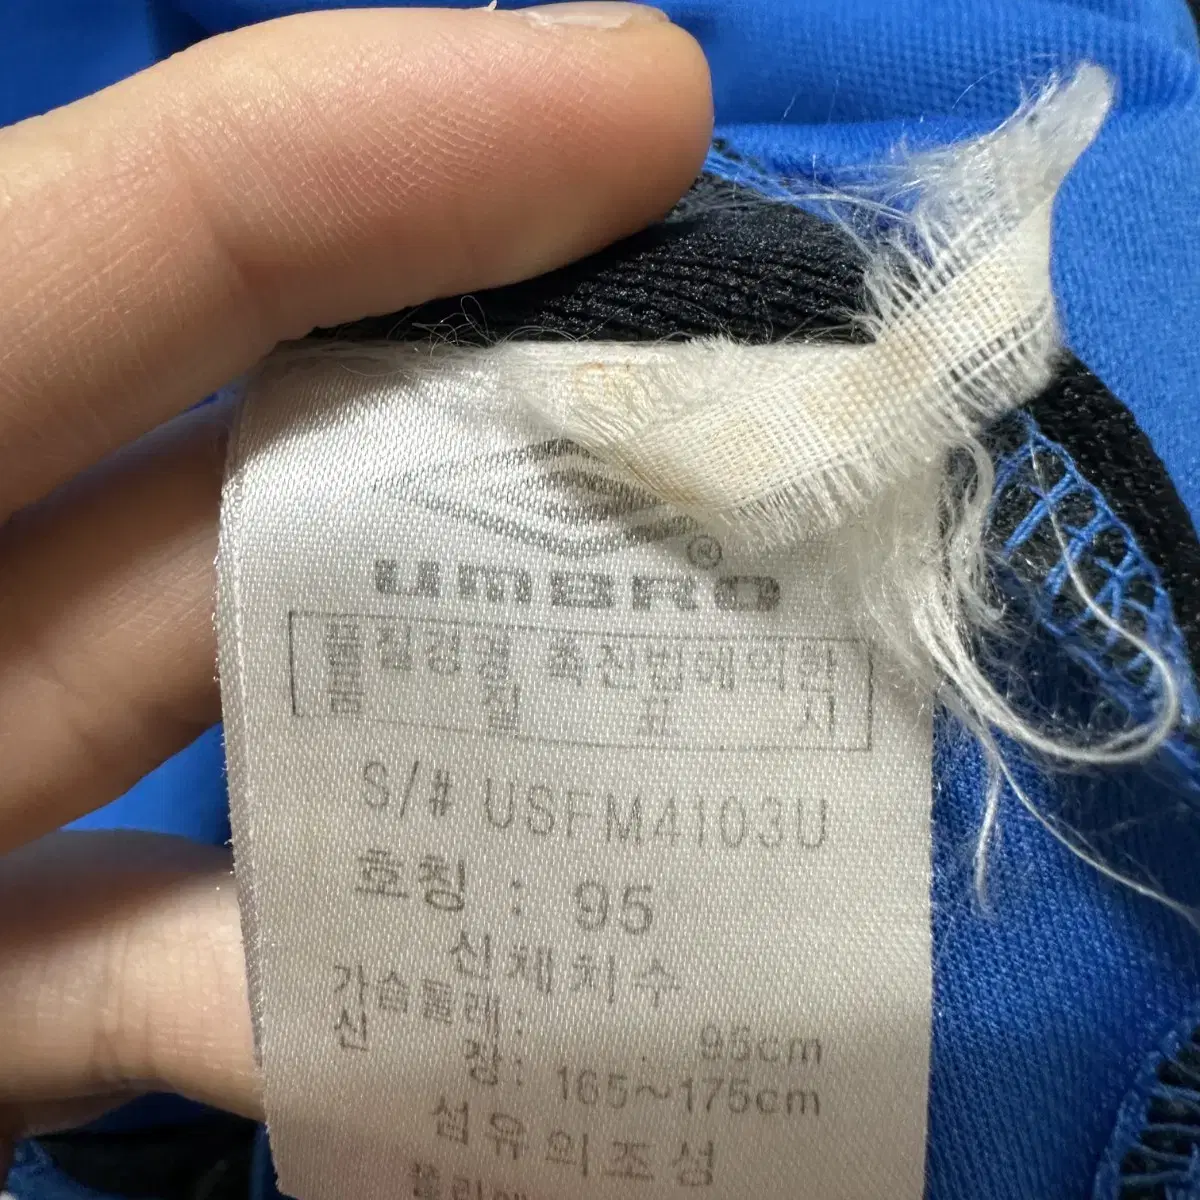 UMBRO ®
품질경영 촉진법에의한
품 질 표 시
S/# USFM4103U
호칭 : 95
신체치수
가슴둘레: 95cm
신 장: 165~175cm
섬유의조성